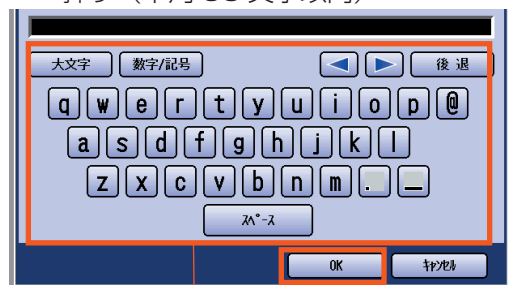 大文字 数字/記号 ◀ ▶ 後退
q w e r t y u i o p @
a s d f g h j k l
z x c v b n m . _
ｽﾍﾟｰｽ
OK ｷｬﾝｾﾙ